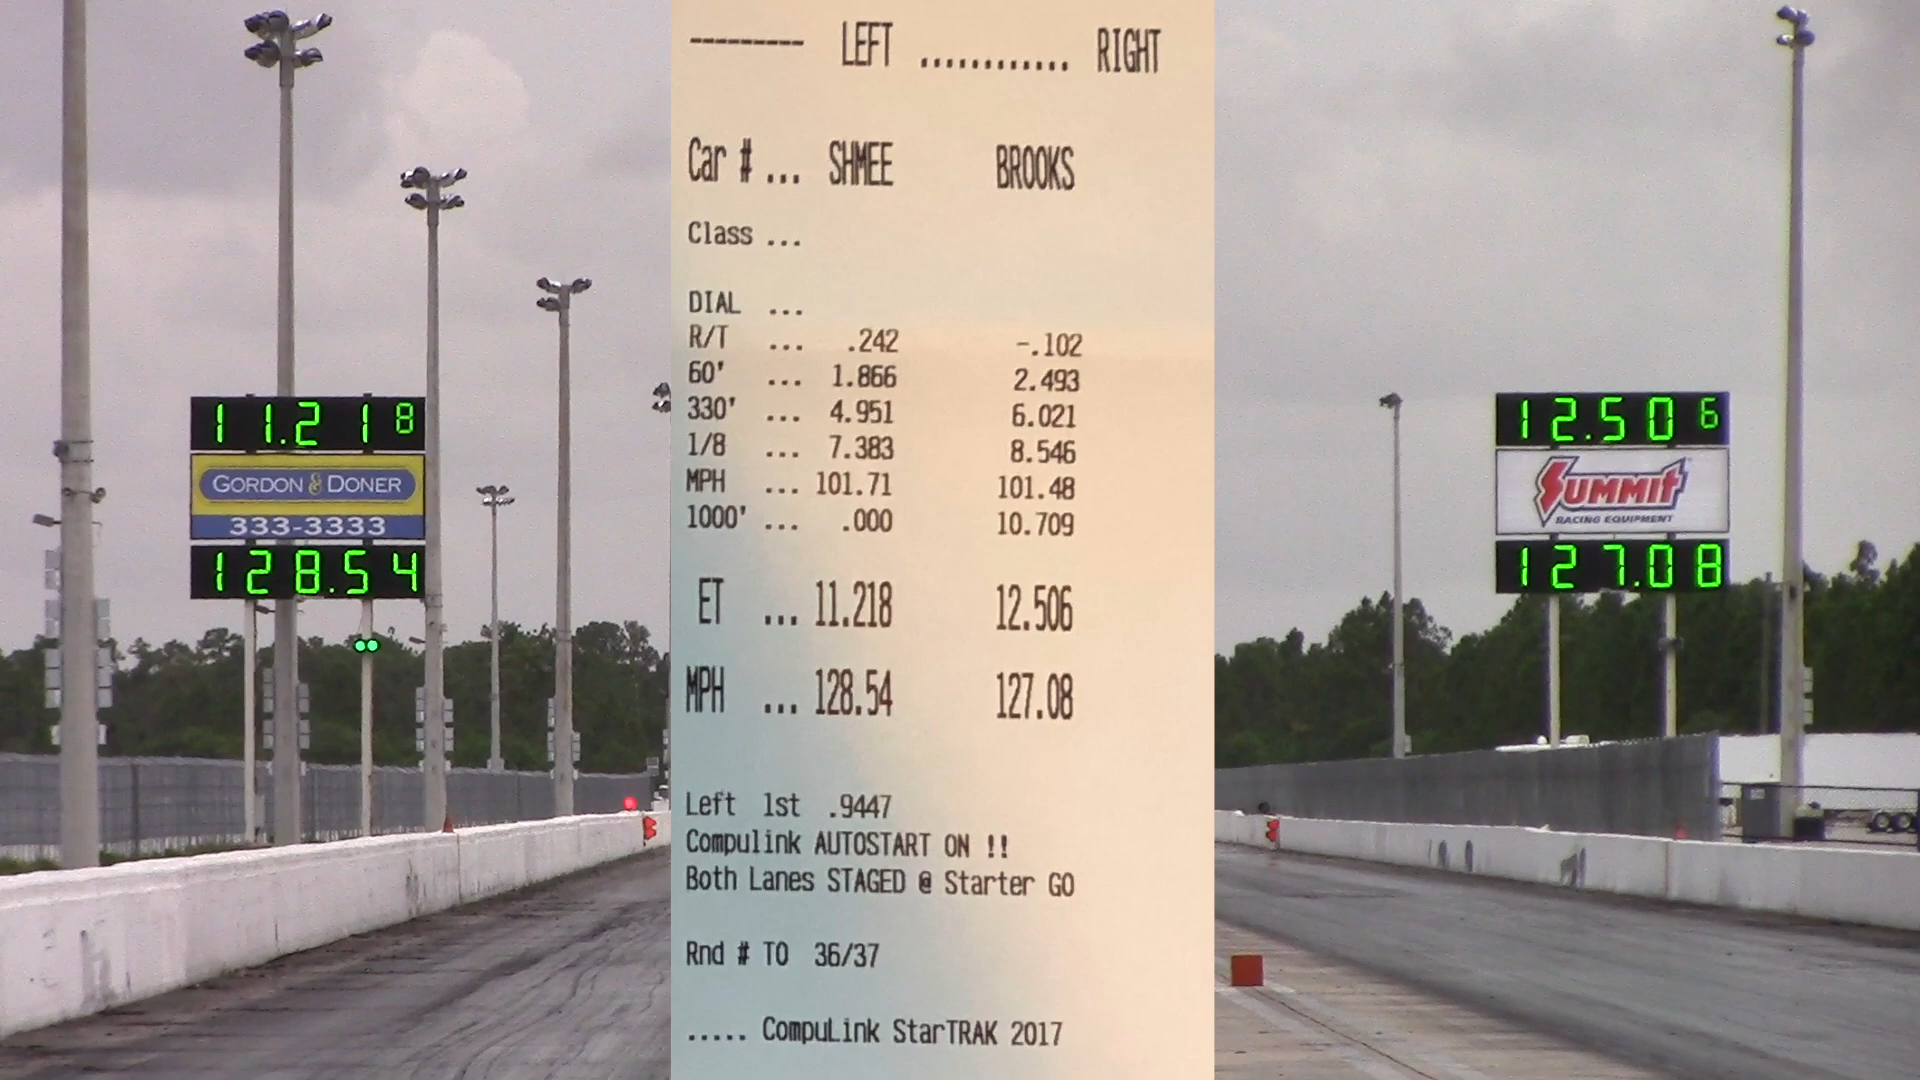 11.218
GORDON & DONER
333-3333
128.54
--------- LEFT ............ RIGHT
Car # ... SHMEE BROOKS
Class ...
DIAL ...
R/T ... .242 -.102
60' ... 1.866 2.493
330' ... 4.951 6.021
1/8 ... 7.383 8.546
MPH ... 101.71 101.48
1000' ... .000 10.709
ET ... 11.218 12.506
MPH ... 128.54 127.08
Left 1st .9447
Compulink AUTOSTART ON !!
Both Lanes STAGED @ Starter GO
Rnd # TO 36/37
..... CompuLink StarTRAK 2017
12.506
SUMMIT
RACING EQUIPMENT
127.08